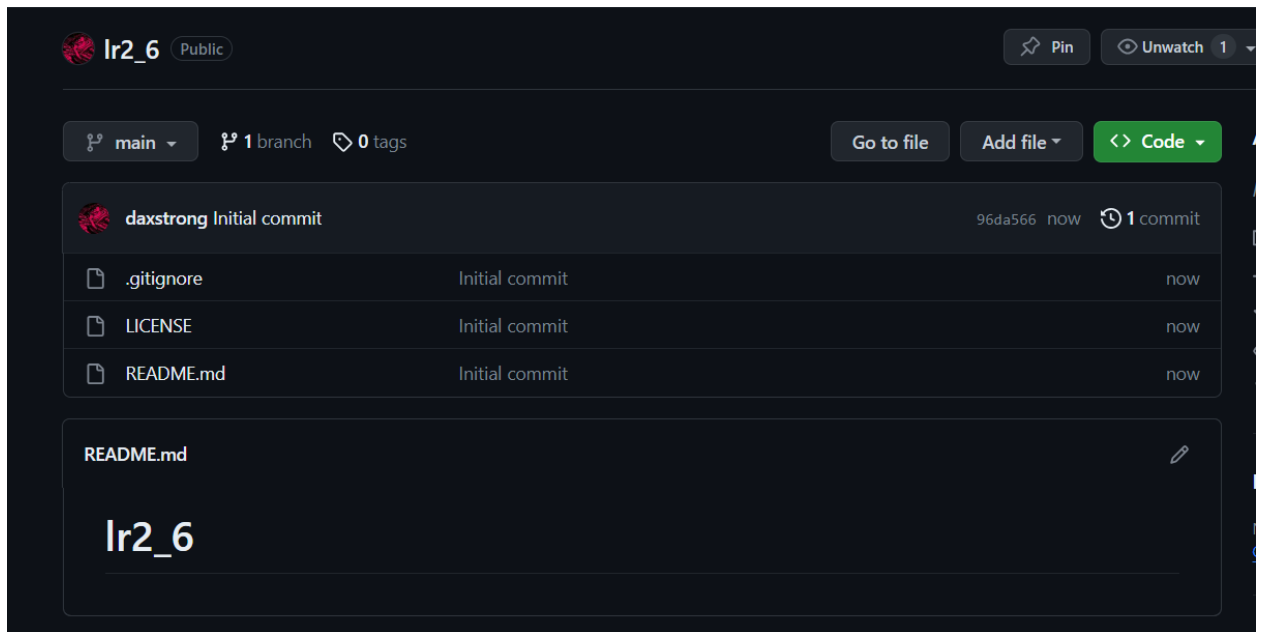 lr2_6 Public Pin Unwatch 1
main 1 branch 0 tags Go to file Add file <> Code
daxstrong Initial commit 96da566 now 1 commit
.gitignore Initial commit now
LICENSE Initial commit now
README.md Initial commit now
README.md
lr2_6